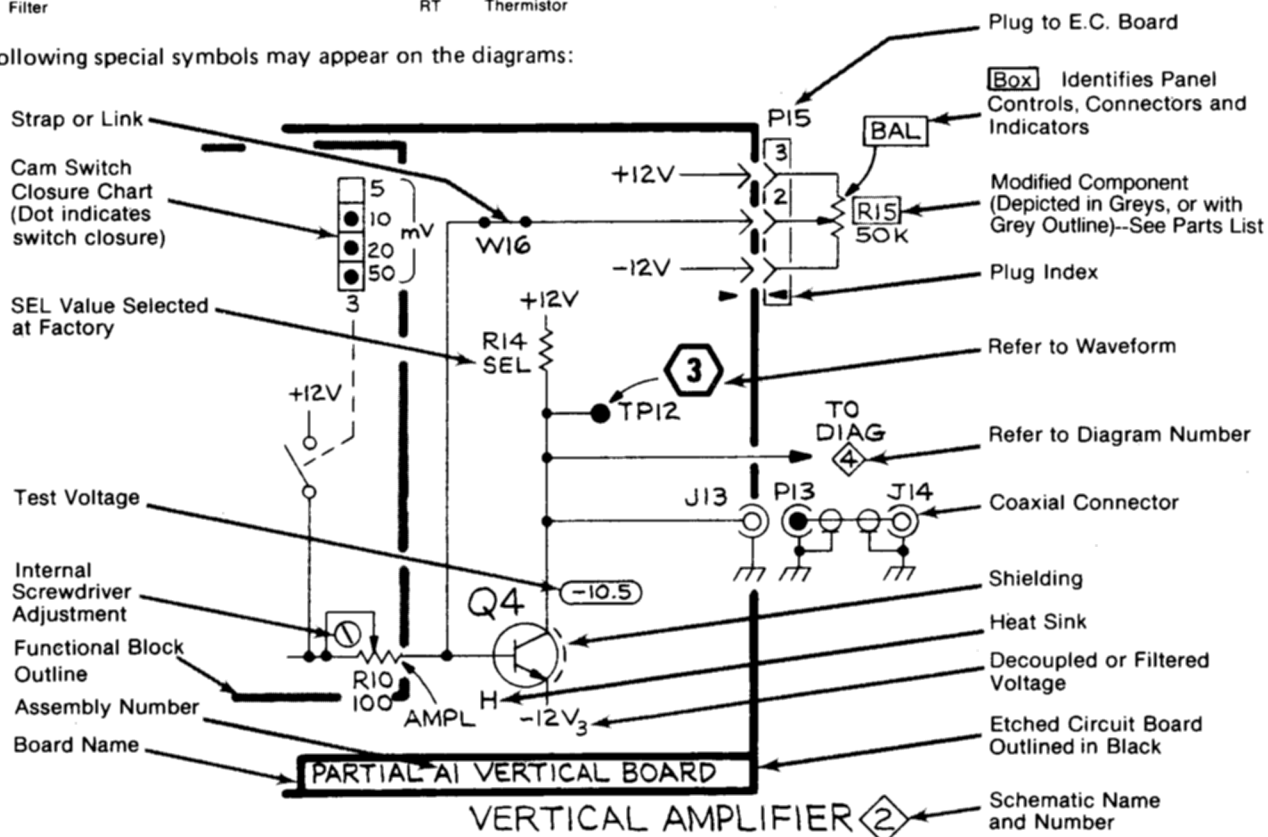 Filter
RT Thermistor
ollowing special symbols may appear on the diagrams:
Strap or Link
Cam Switch
Closure Chart
(Dot indicates
switch closure)
SEL Value Selected
at Factory
Test Voltage
Internal
Screwdriver
Adjustment
Functional Block
Outline
Assembly Number
Board Name
5
10
20
50
mV
3
+12V
R10
100
AMPL
W16
+12V
R14
SEL
3
TP12
Q4
-10.5
H
-12V3
+12V
-12V
P15
3
2
BAL
R15
50K
TO
DIAG
4
J13
P13
J14
PARTIAL A1 VERTICAL BOARD
VERTICAL AMPLIFIER 2
Plug to E.C. Board
Box Identifies Panel
Controls, Connectors and
Indicators
Modified Component
(Depicted in Greys, or with
Grey Outline)--See Parts List
Plug Index
Refer to Waveform
Refer to Diagram Number
Coaxial Connector
Shielding
Heat Sink
Decoupled or Filtered
Voltage
Etched Circuit Board
Outlined in Black
Schematic Name
and Number